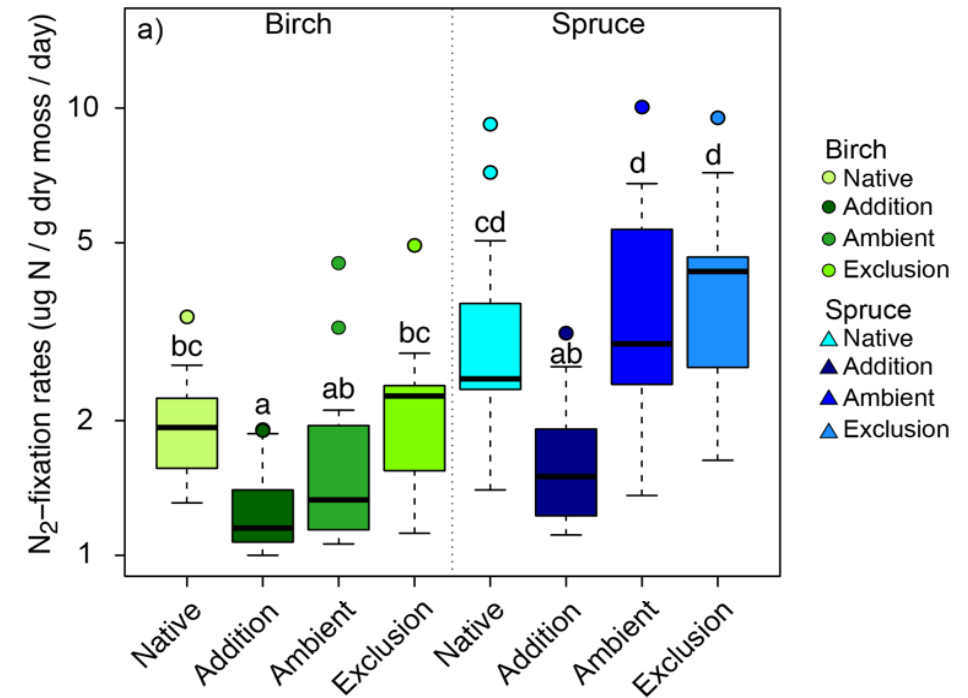 a)
Birch
Spruce
N2−fixation rates (ug N / g dry moss / day)
10
5
2
1
bc
a
ab
bc
cd
ab
d
d
Native
Addition
Ambient
Exclusion
Native
Addition
Ambient
Exclusion
Birch
Native
Addition
Ambient
Exclusion
Spruce
Native
Addition
Ambient
Exclusion